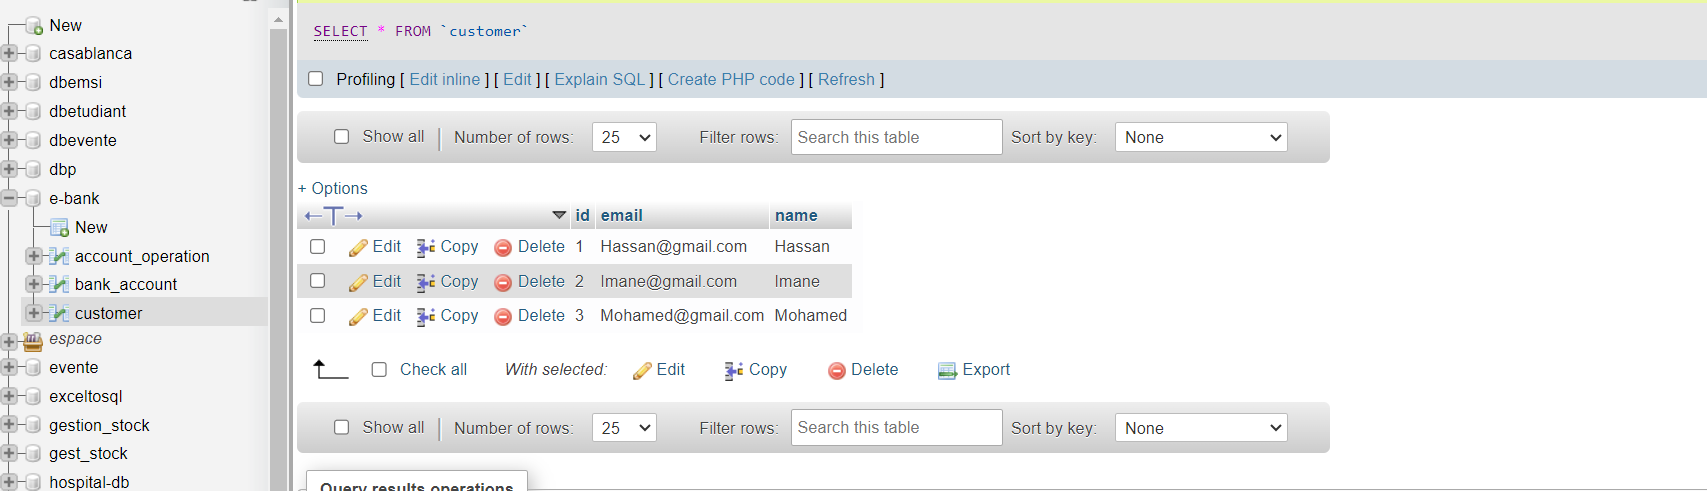 New
casablanca
dbemsi
dbetudiant
dbevente
dbp
e-bank
New
account_operation
bank_account
customer
espace
evente
exceltosql
gestion_stock
gest_stock
hospital-db
SELECT * FROM `customer`
Profiling [ Edit inline ] [ Edit ] [ Explain SQL ] [ Create PHP code ] [ Refresh ]
Show all Number of rows: 25 Filter rows: Search this table Sort by key: None
+ Options
←T→ id email name
Edit Copy Delete 1 Hassan@gmail.com Hassan
Edit Copy Delete 2 Imane@gmail.com Imane
Edit Copy Delete 3 Mohamed@gmail.com Mohamed
Check all With selected: Edit Copy Delete Export
Show all Number of rows: 25 Filter rows: Search this table Sort by key: None
Query results operations